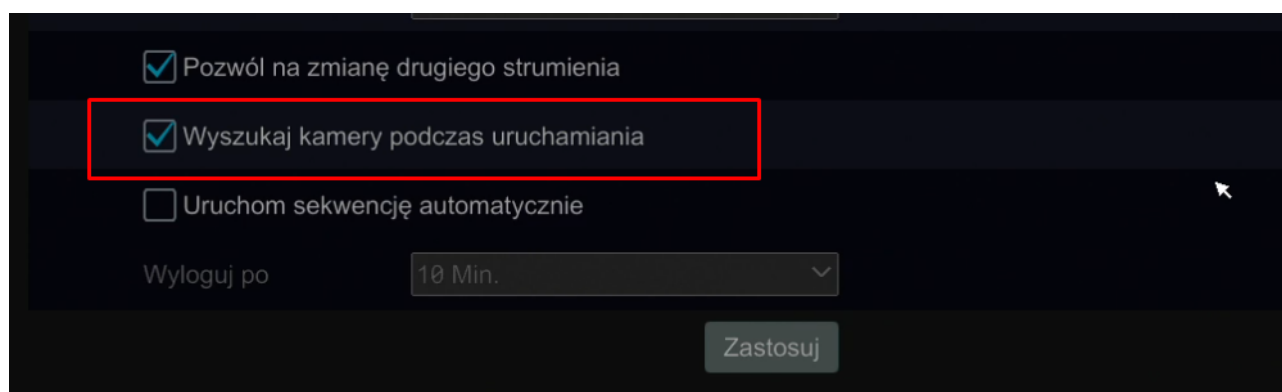 Pozwól na zmianę drugiego strumienia
Wyszukaj kamery podczas uruchamiania
Uruchom sekwencję automatycznie
Wyloguj po 10 Min.
Zastosuj